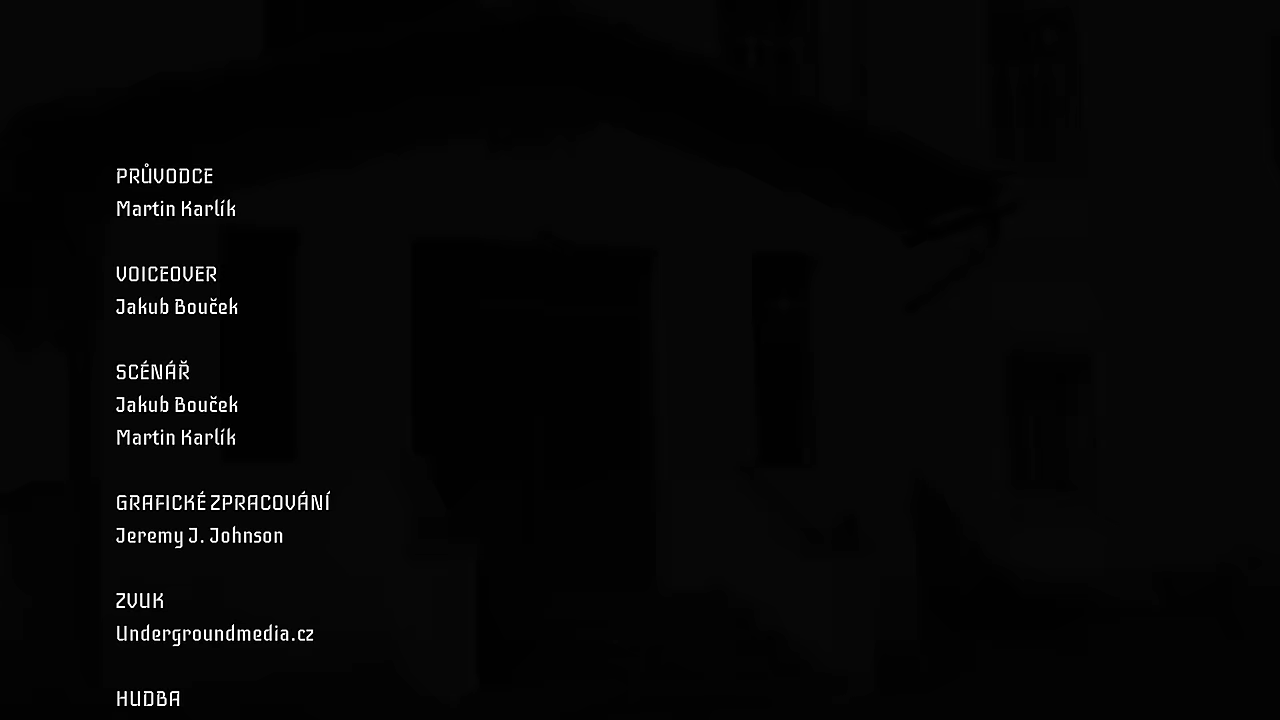 PRŮVODCE
Martin Karlík
VOICEOVER
Jakub Bouček
SCÉNÁŘ
Jakub Bouček
Martin Karlík
GRAFICKÉ ZPRACOVÁNÍ
Jeremy J. Johnson
ZVUK
Undergroundmedia.cz
HUDBA